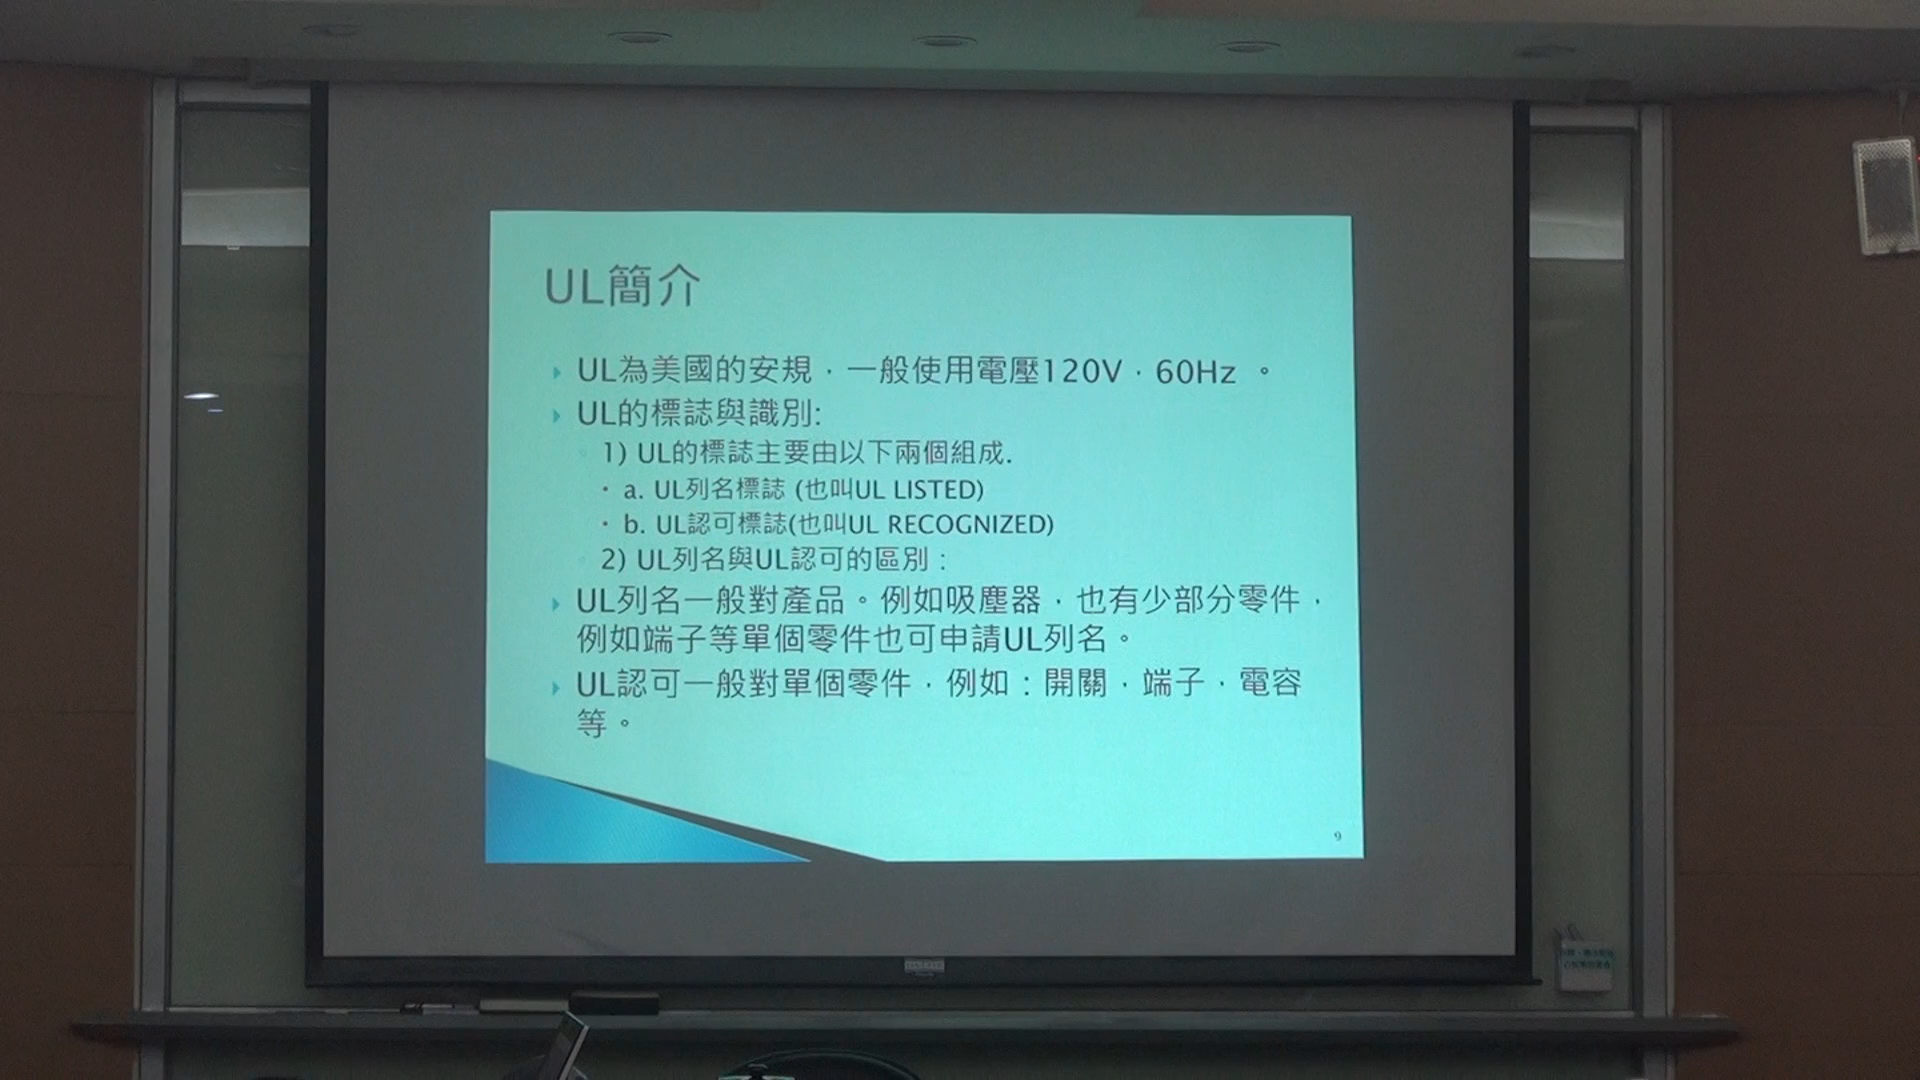 UL簡介
UL為美國的安規，一般使用電壓120V，60Hz 。
UL的標誌與識別:
1) UL的標誌主要由以下兩個組成.
a. UL列名標誌 (也叫UL LISTED)
b. UL認可標誌(也叫UL RECOGNIZED)
2) UL列名與UL認可的區別：
UL列名一般對產品。例如吸塵器，也有少部分零件，
例如端子等單個零件也可申請UL列名。
UL認可一般對單個零件，例如：開關，端子，電容
等。
9